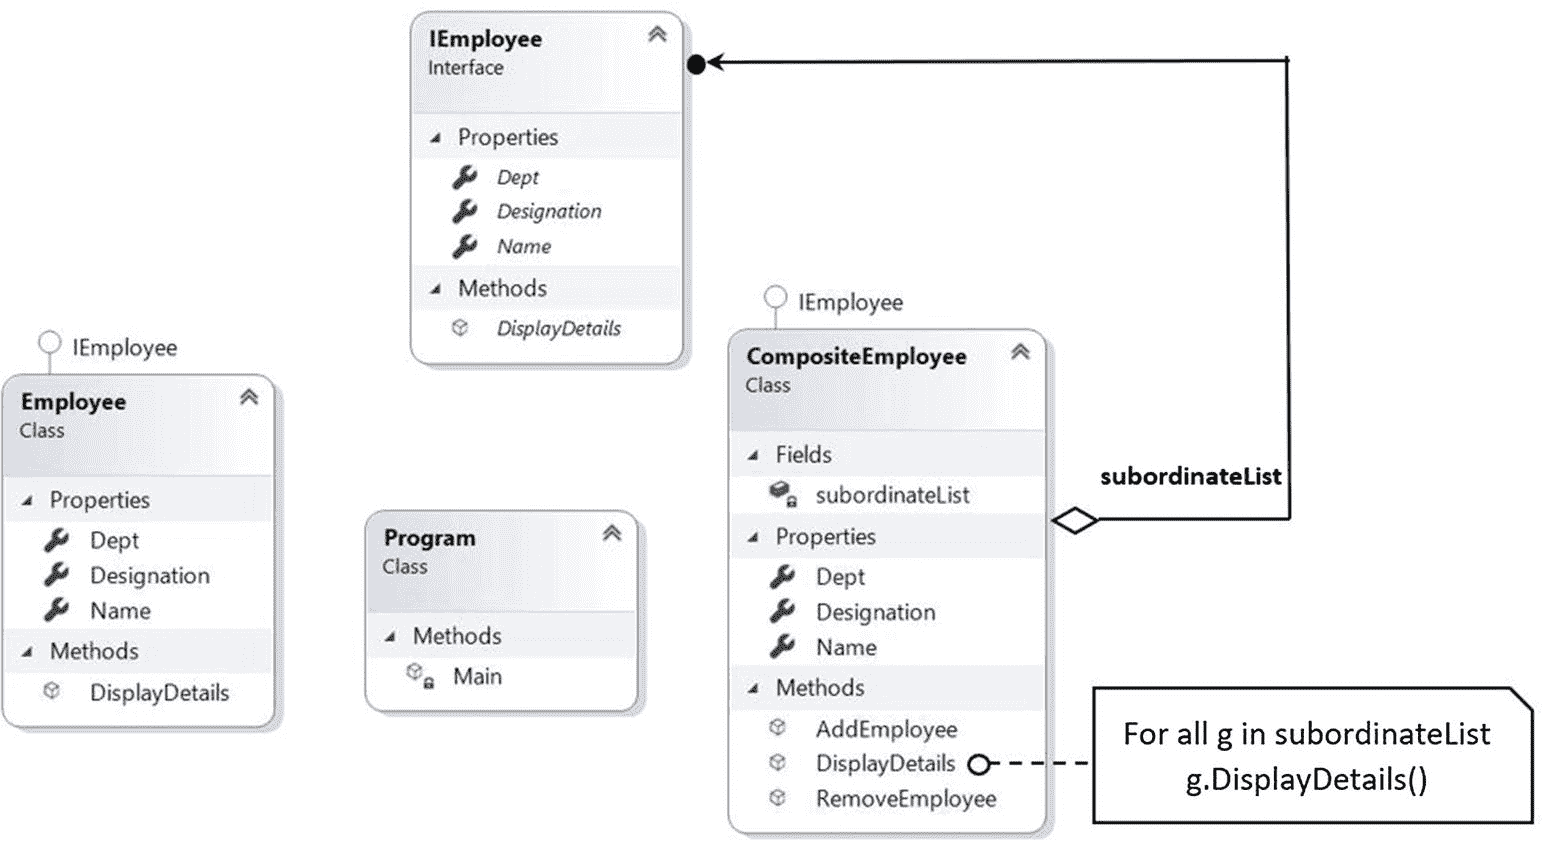 IEmployee
Interface
Properties
Dept
Designation
Name
Methods
DisplayDetails
IEmployee
Employee
Class
Properties
Dept
Designation
Name
Methods
DisplayDetails
Program
Class
Methods
Main
IEmployee
CompositeEmployee
Class
Fields
subordinateList
Properties
Dept
Designation
Name
Methods
AddEmployee
DisplayDetails
RemoveEmployee
subordinateList
For all g in subordinateList
g.DisplayDetails()